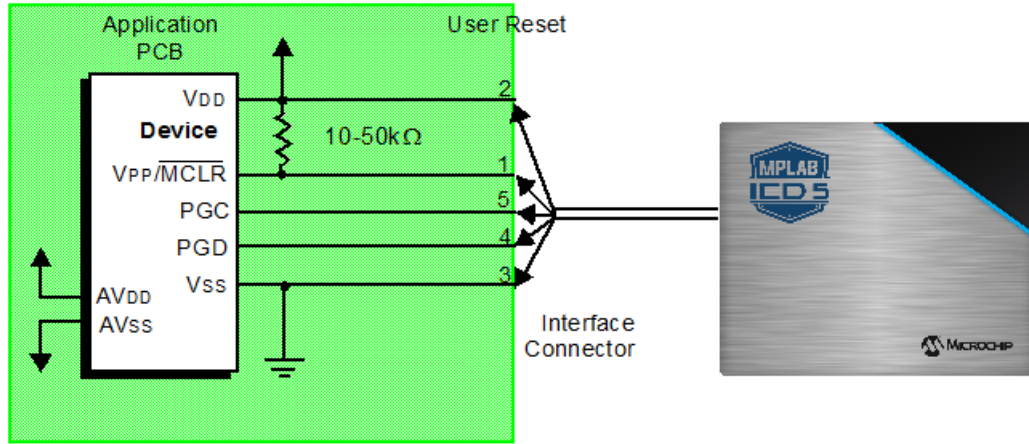 Application
PCB
User Reset
VDD
2
Device
10-50kΩ
VPP/MCLR
1
PGC
5
PGD
4
VSS
3
AVDD
AVSS
Interface
Connector
MPLAB
ICD 5
MICROCHIP